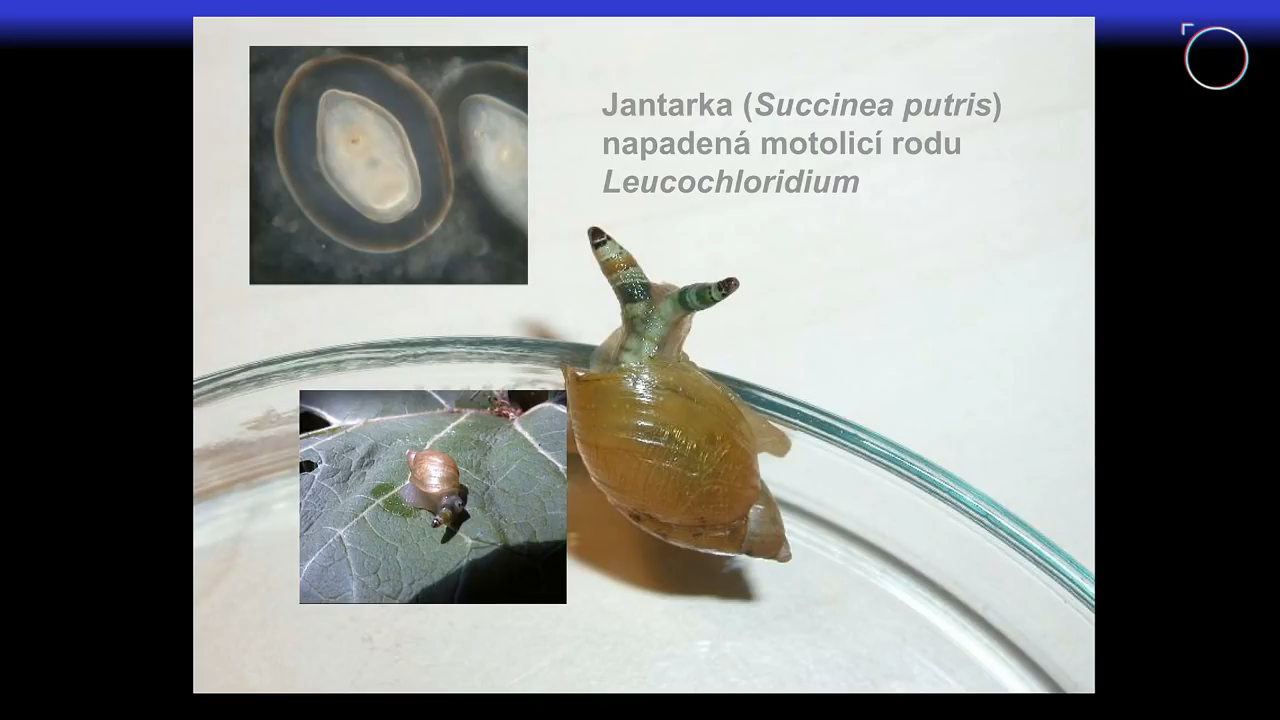 Jantarka (Succinea putris)
napadená motolicí rodu
Leucochloridium